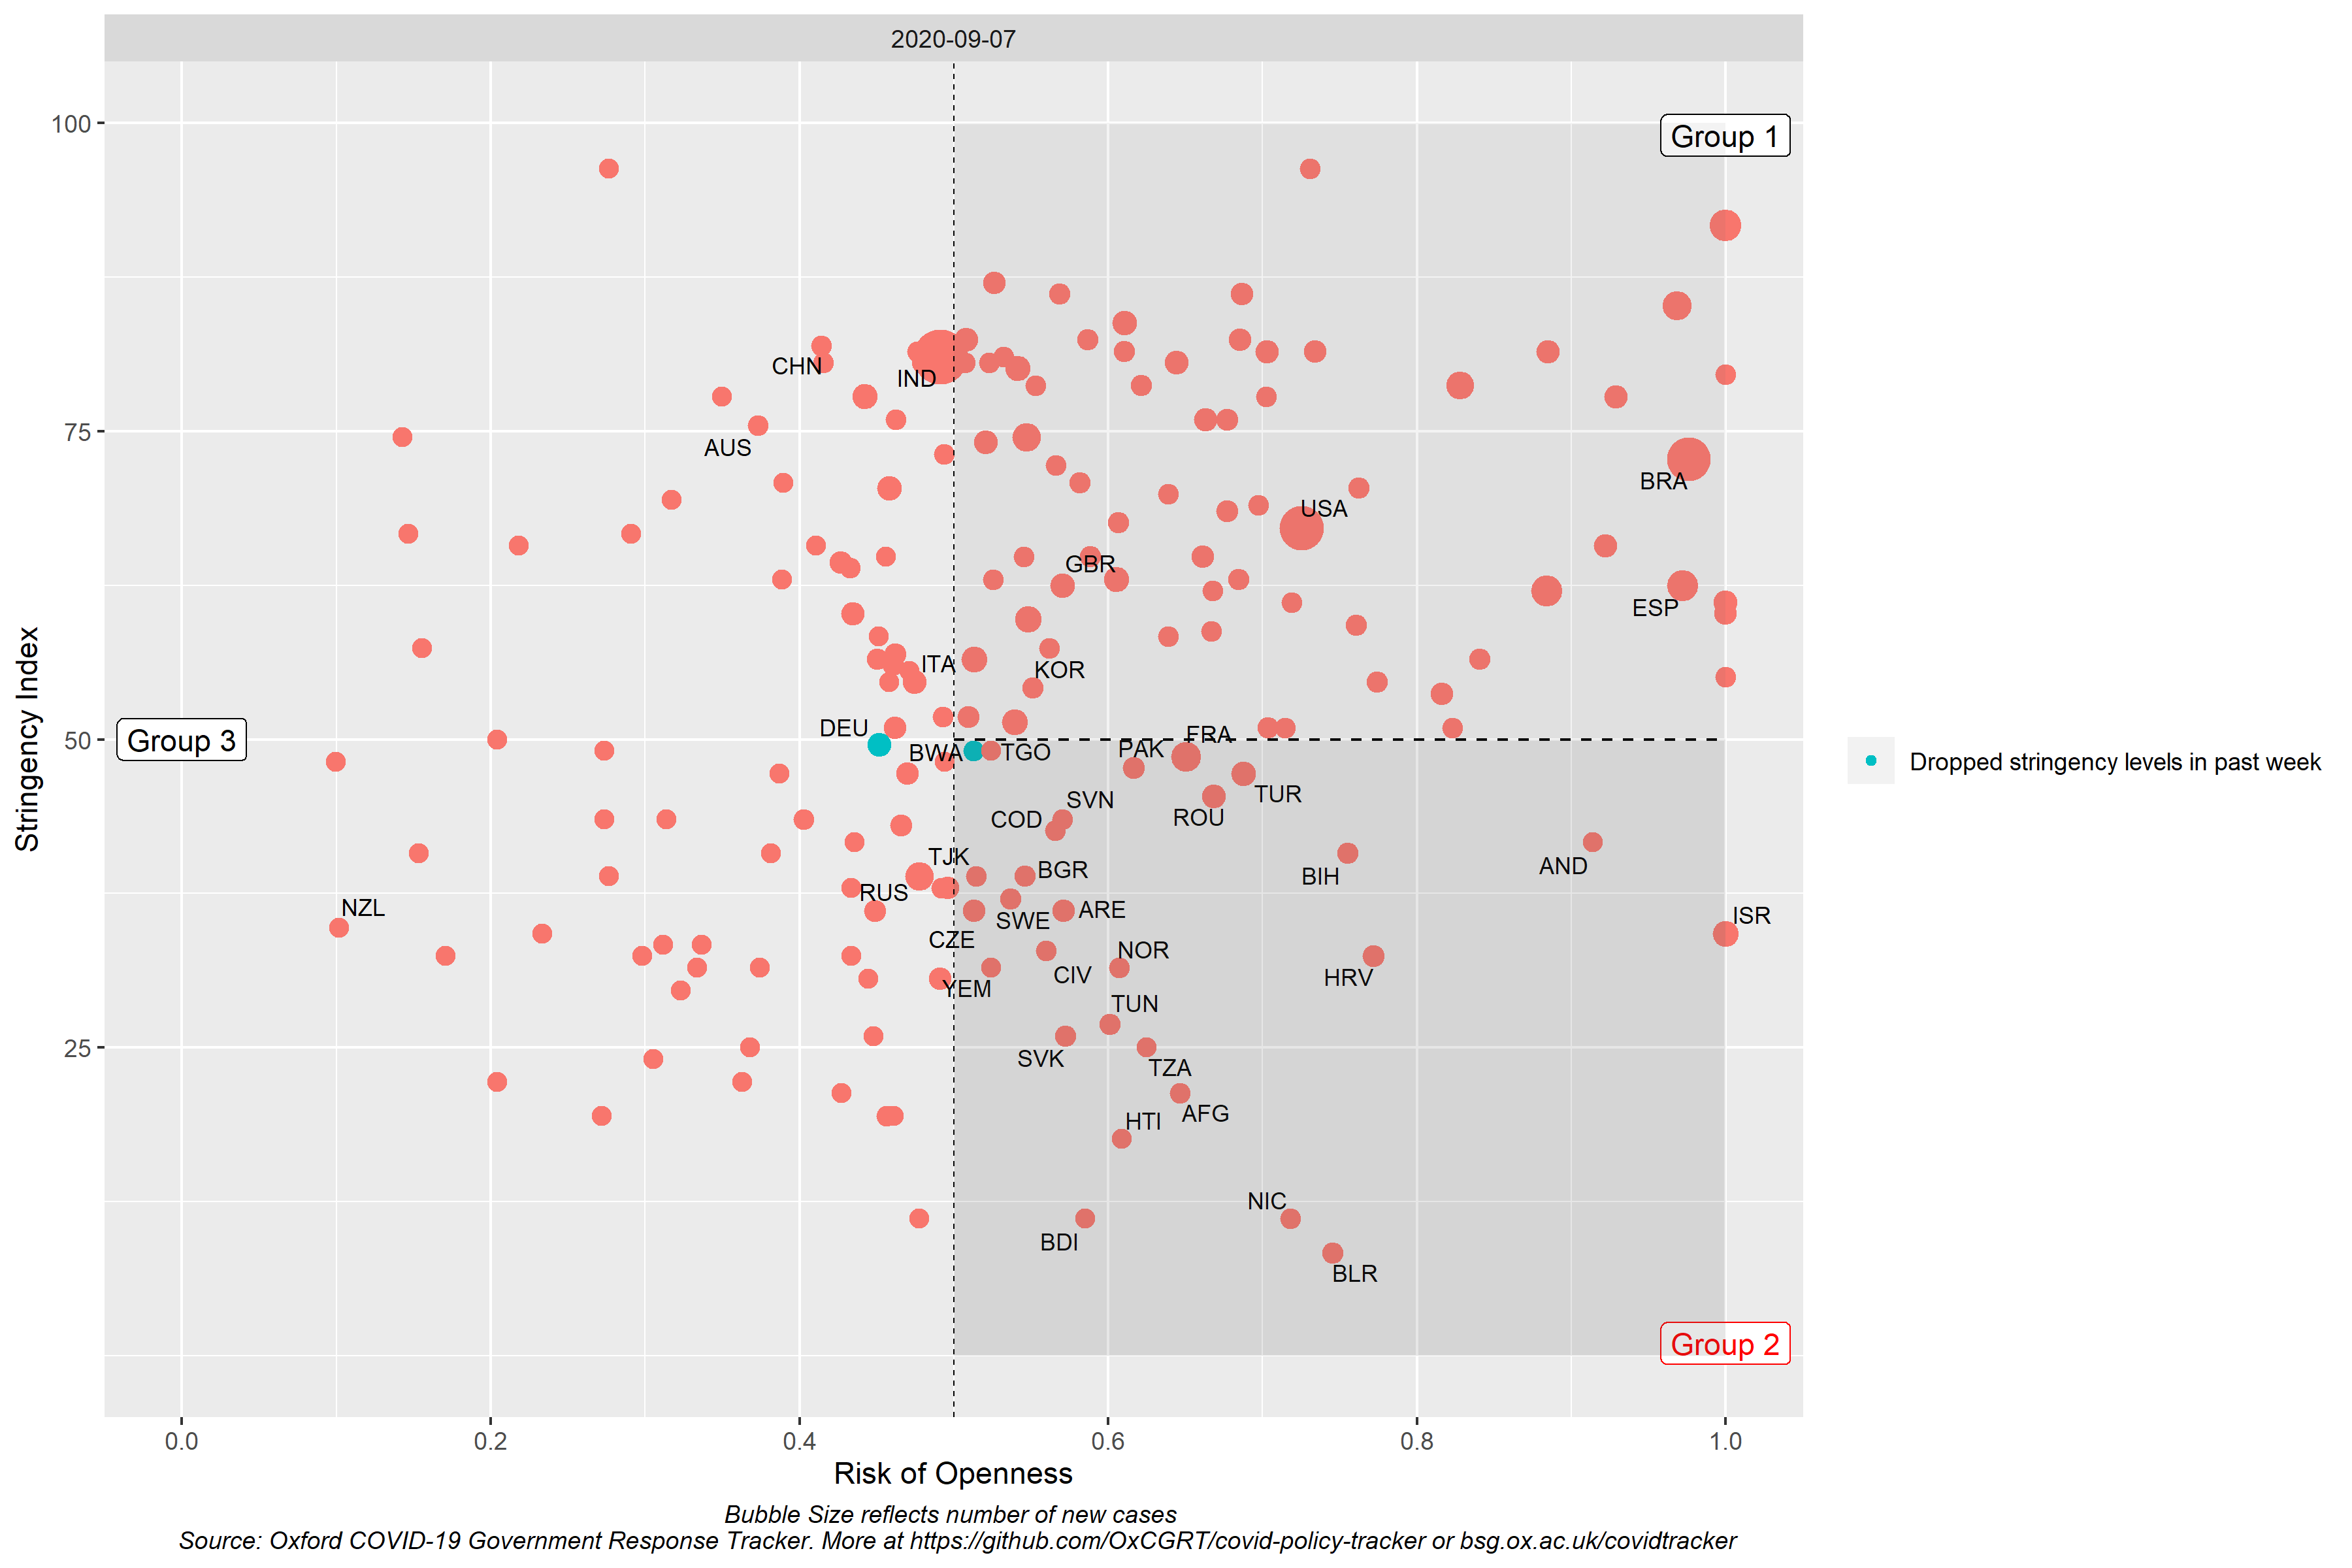 2020-09-07
100
Group 1
CHN
IND
75
AUS
BRA
USA
GBR
ESP
ITA
KOR
DEU
FRA
Group 3
50
BWA
TGO
PAK
Dropped stringency levels in past week
TUR
SVN
COD
ROU
TJK
BGR
BIH
AND
RUS
NZL
SWE
ARE
ISR
CZE
NOR
CIV
HRV
YEM
TUN
25
SVK
TZA
HTI
AFG
NIC
BDI
BLR
Group 2
Stringency Index
0.0
0.2
0.4
0.6
0.8
1.0
Risk of Openness
Bubble Size reflects number of new cases
Source: Oxford COVID-19 Government Response Tracker. More at https://github.com/OxCGRT/covid-policy-tracker or bsg.ox.ac.uk/covidtracker